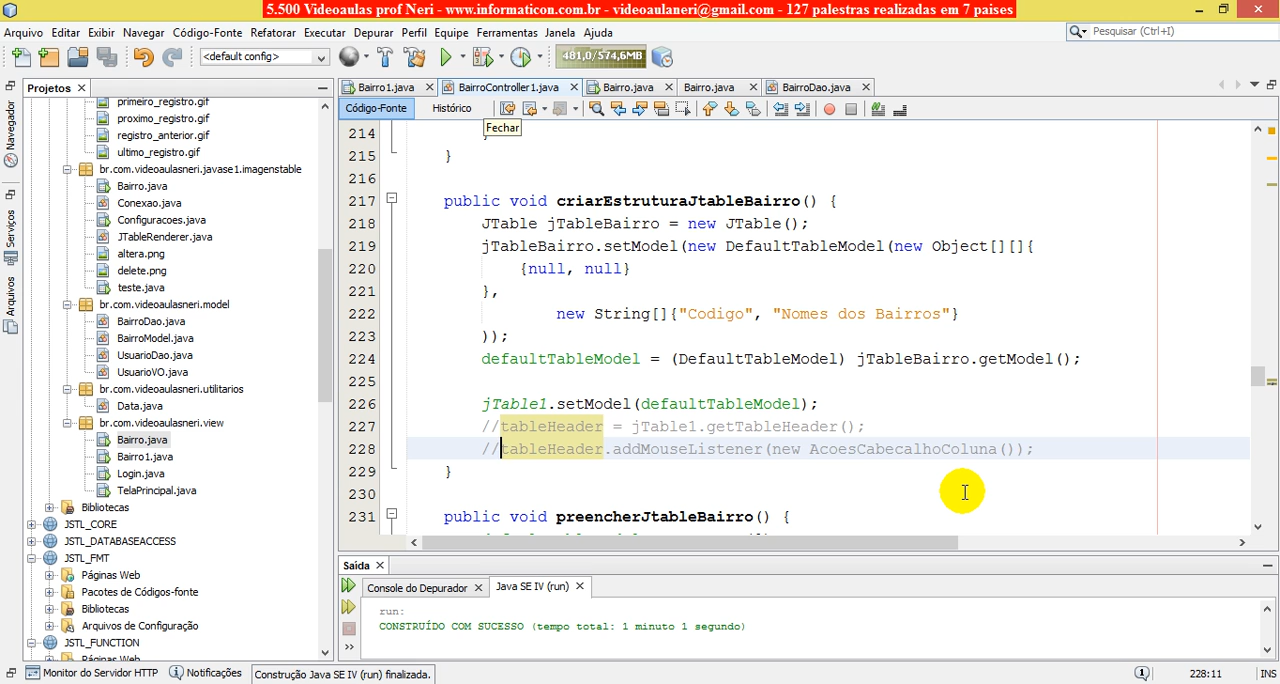 5.500 Videoaulas prof Neri - www.informaticon.com.br - videoaulaneri@gmail.com - 127 palestras realizadas em 7 paises
Arquivo Editar Exibir Navegar Código-Fonte Refatorar Executar Depurar Perfil Equipe Ferramentas Janela Ajuda
Pesquisar (Ctrl+I)
<default config>
481,0/574,6MB
Projetos
Bairro1.java BairroController1.java Bairro.java Bairro.java BairroDao.java
Código-Fonte Histórico
Fechar
Navegador
Serviços
Arquivos
primeiro_registro.gif
proximo_registro.gif
registro_anterior.gif
ultimo_registro.gif
br.com.videoaulasneri.javase1.imagenstable
Bairro.java
Conexao.java
Configuracoes.java
JTableRenderer.java
altera.png
delete.png
teste.java
br.com.videoaulasneri.model
BairroDao.java
BairroModel.java
UsuarioDao.java
UsuarioVO.java
br.com.videoaulasneri.utilitarios
Data.java
br.com.videoaulasneri.view
Bairro.java
Bairro1.java
Login.java
TelaPrincipal.java
Bibliotecas
JSTL_CORE
JSTL_DATABASEACCESS
JSTL_FMT
Páginas Web
Pacotes de Códigos-fonte
Bibliotecas
Arquivos de Configuração
JSTL_FUNCTION
Páginas Web
214 }
215 }
216
217 public void criarEstruturaJtableBairro() {
218 JTable jTableBairro = new JTable();
219 jTableBairro.setModel(new DefaultTableModel(new Object[][]{
220 {null, null}
221 },
222 new String[]{"Codigo", "Nomes dos Bairros"}
223 ));
224 defaultTableModel = (DefaultTableModel) jTableBairro.getModel();
225
226 jTable1.setModel(defaultTableModel);
227 //tableHeader = jTable1.getTableHeader();
228 //tableHeader.addMouseListener(new AcoesCabecalhoColuna());
229 }
230
231 public void preencherJtableBairro() {
Saída
Console do Depurador Java SE IV (run)
run:
CONSTRUÍDO COM SUCESSO (tempo total: 1 minuto 1 segundo)
Monitor do Servidor HTTP Notificações Construção Java SE IV (run) finalizada.
228:11 INS